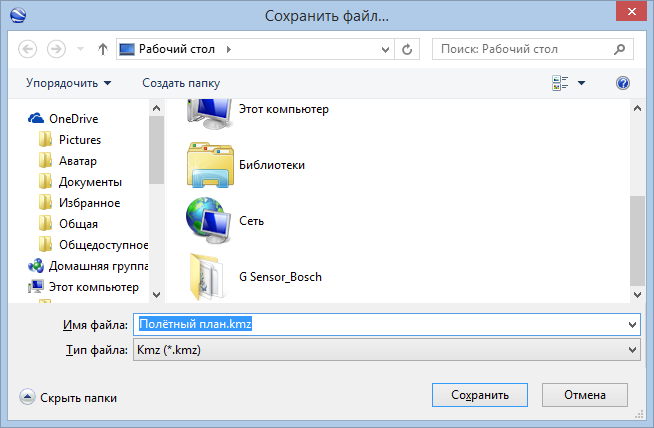 Сохранить файл...
Рабочий стол
Поиск: Рабочий стол
Упорядочить
Создать папку
OneDrive
Pictures
Аватар
Документы
Избранное
Общая
Общедоступное
Домашняя группа
Этот компьютер
Этот компьютер
Библиотеки
Сеть
G Sensor_Bosch
Имя файла: Полётный план.kmz
Тип файла: Kmz (*.kmz)
Скрыть папки
Сохранить
Отмена